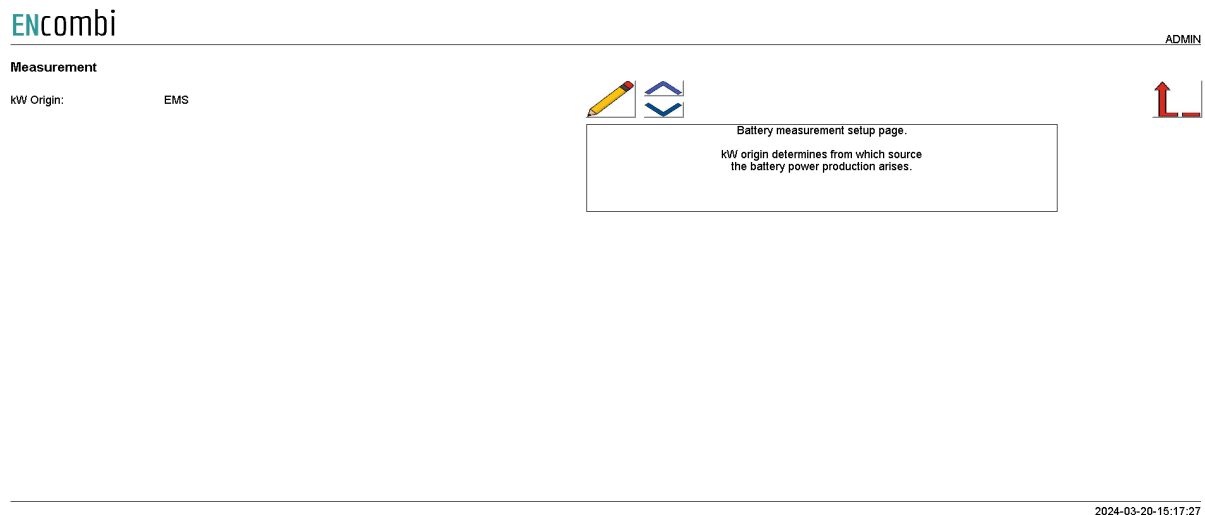 ENcombi
ADMIN
Measurement
kW Origin: EMS
Battery measurement setup page.
kW origin determines from which source
the battery power production arises.
2024-03-20-15:17:27